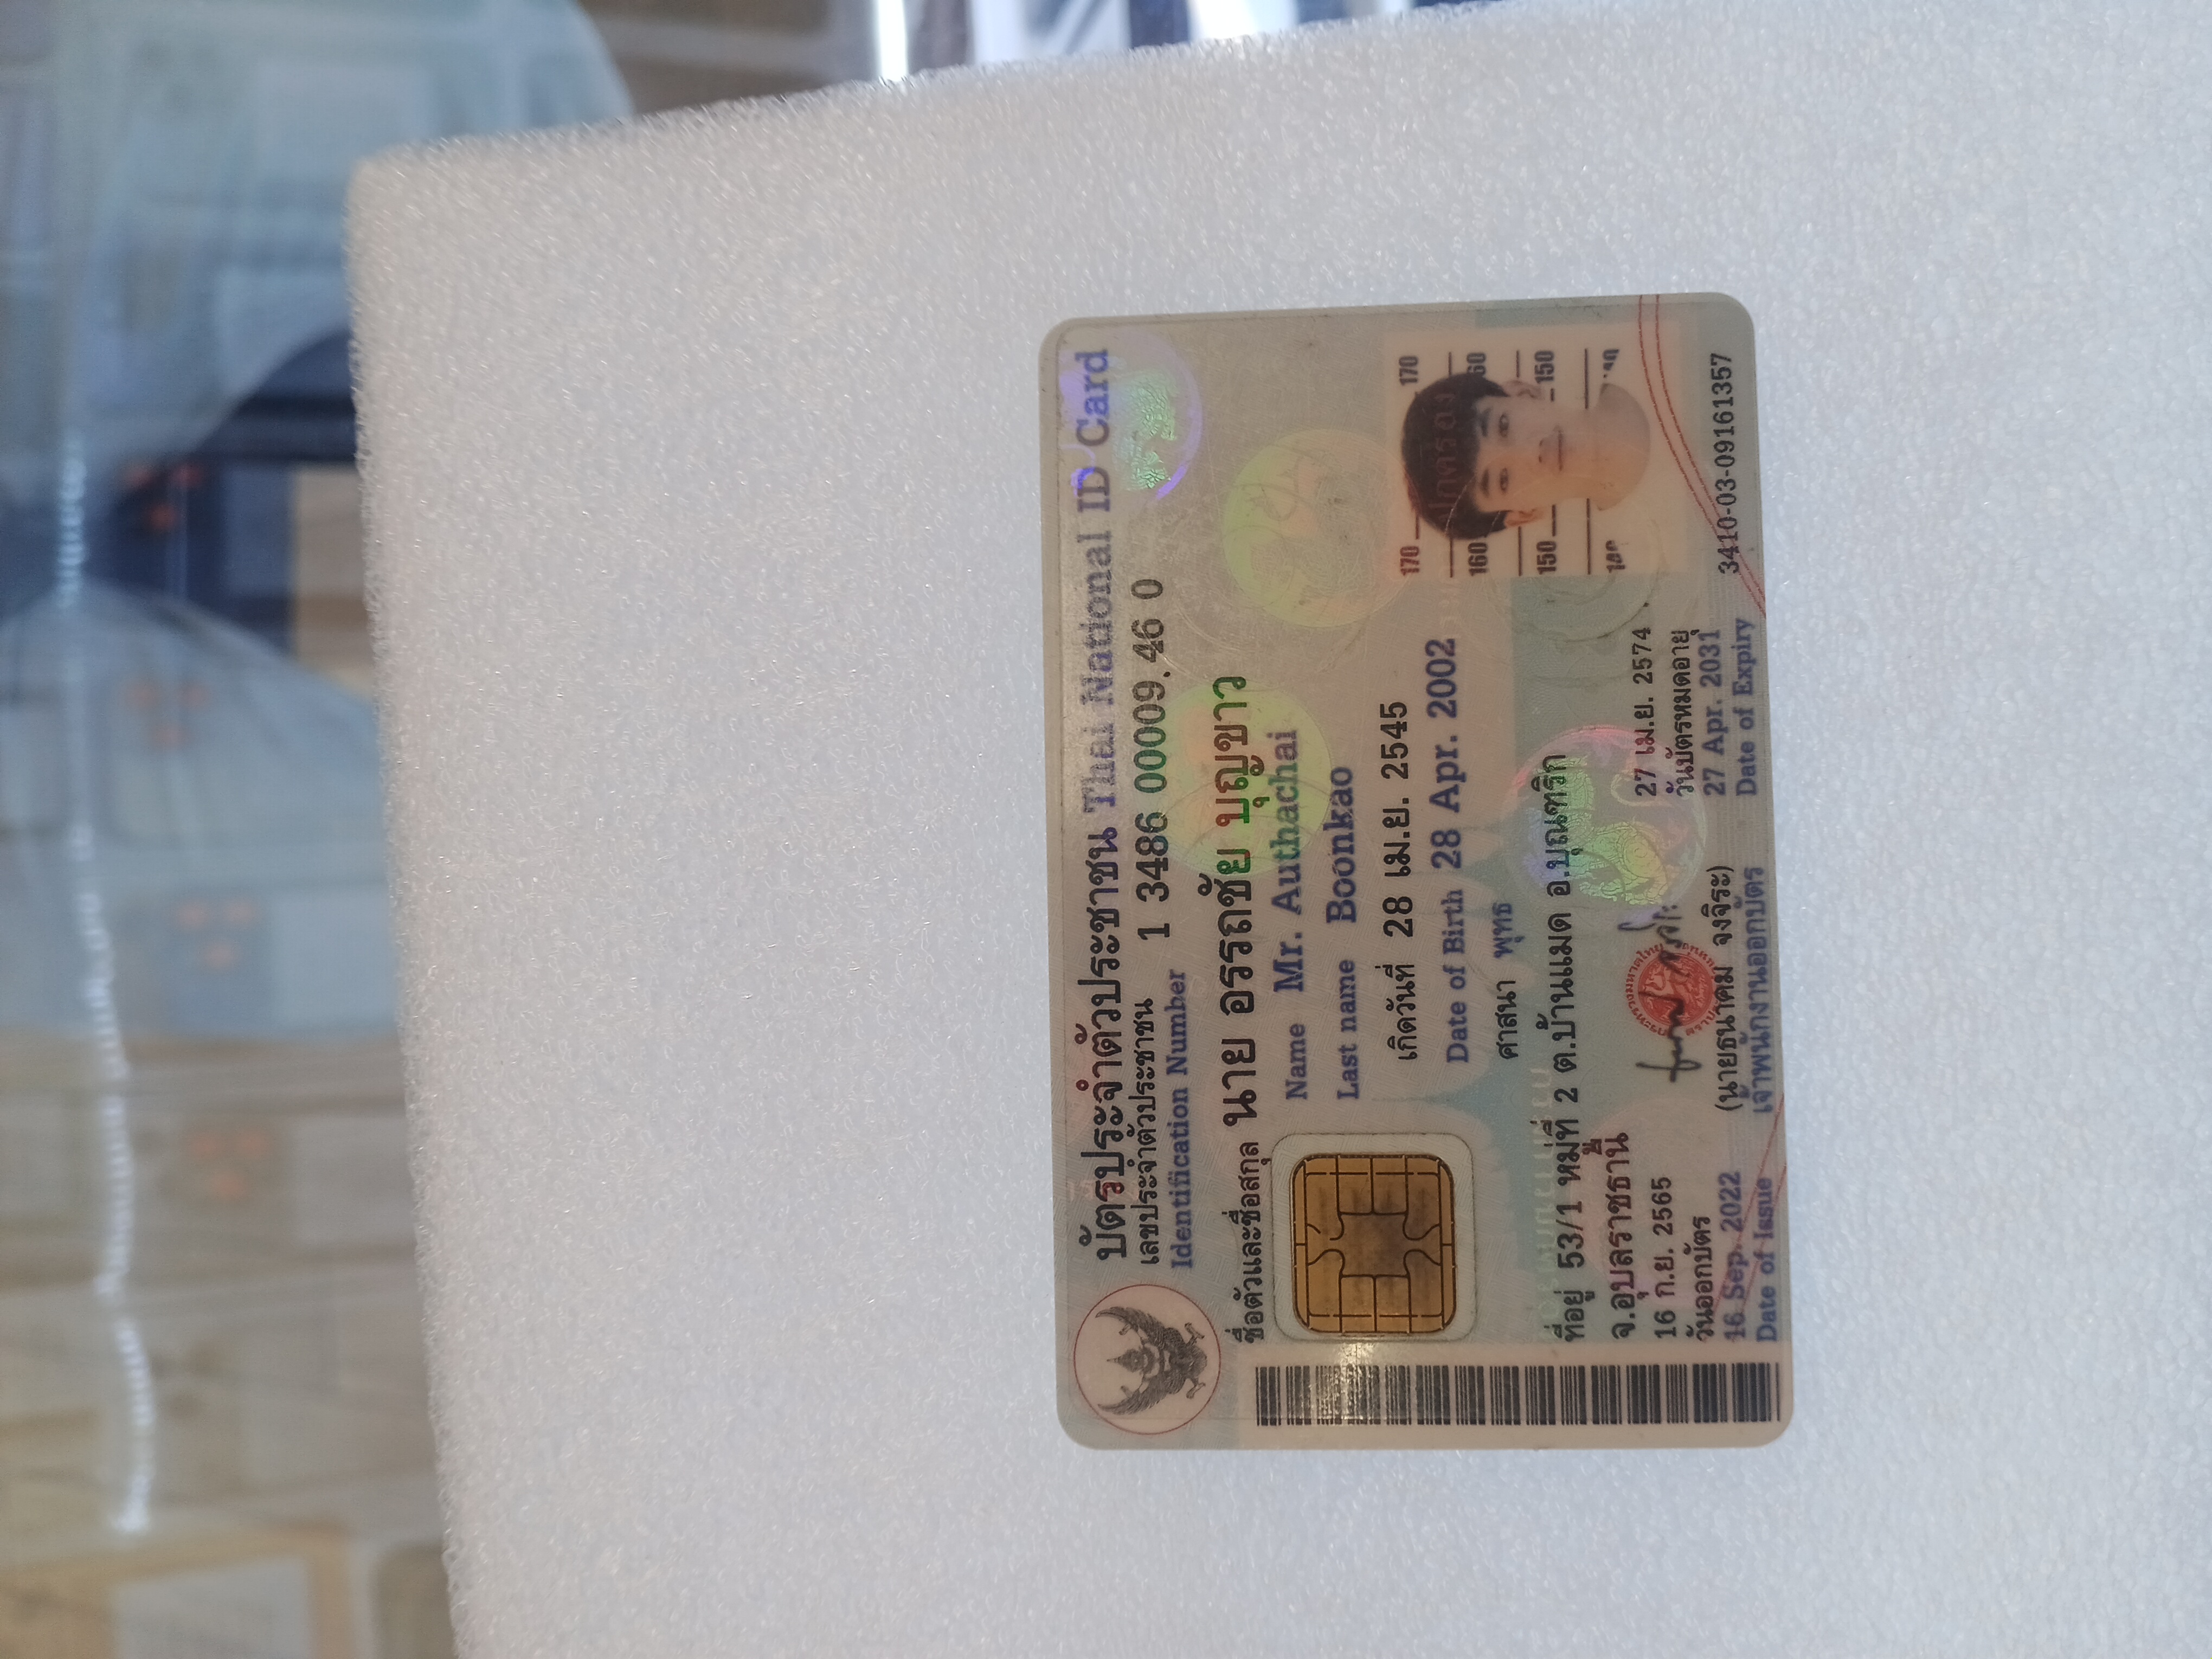 บัตรประจำตัวประชาชน Thai National ID Card
เลขประจำตัวประชาชน 1 3486 00009 46 0
Identification Number
ชื่อตัวและชื่อสกุล นาย อรรถชัย บุญขาว
Name Mr. Authachai
Last name Boonkao
เกิดวันที่ 28 เม.ย. 2545
Date of Birth 28 Apr. 2002
ศาสนา พุทธ
ที่อยู่ 53/1 หมู่ที่ 2 ต.บ้านแมด อ.บุณฑริก
จ.อุบลราชธานี
16 ก.ย. 2565
วันออกบัตร
16 Sep. 2022
Date of Issue
(นายธนาคม จงจิระ)
เจ้าพนักงานออกบัตร
27 เม.ย. 2574
วันบัตรหมดอายุ
27 Apr. 2031
Date of Expiry
170 170
160 60
150 150
3410-03-09161357